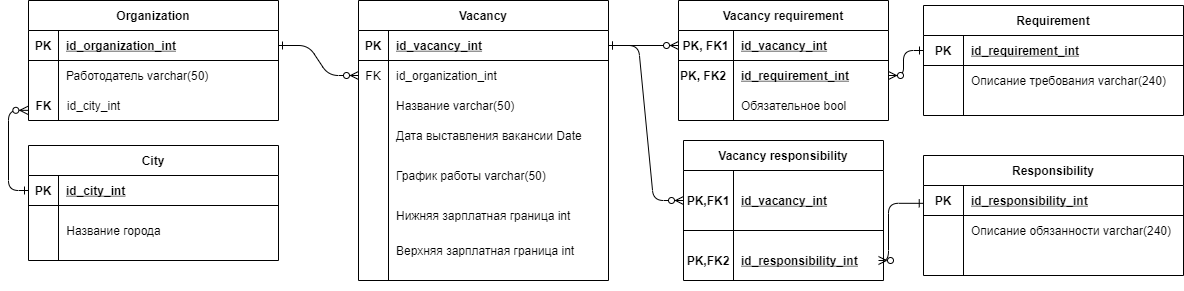 Organization
PK id_organization_int
Работодатель varchar(50)
FK id_city_int
City
PK id_city_int
Название города
Vacancy
PK id_vacancy_int
FK id_organization_int
Название varchar(50)
Дата выставления вакансии Date
График работы varchar(50)
Нижняя зарплатная граница int
Верхняя зарплатная граница int
Vacancy requirement
PK, FK1 id_vacancy_int
PK, FK2 id_requirement_int
Обязательное bool
Vacancy responsibility
PK,FK1 id_vacancy_int
PK,FK2 id_responsibility_int
Requirement
PK id_requirement_int
Описание требования varchar(240)
Responsibility
PK id_responsibility_int
Описание обязанности varchar(240)